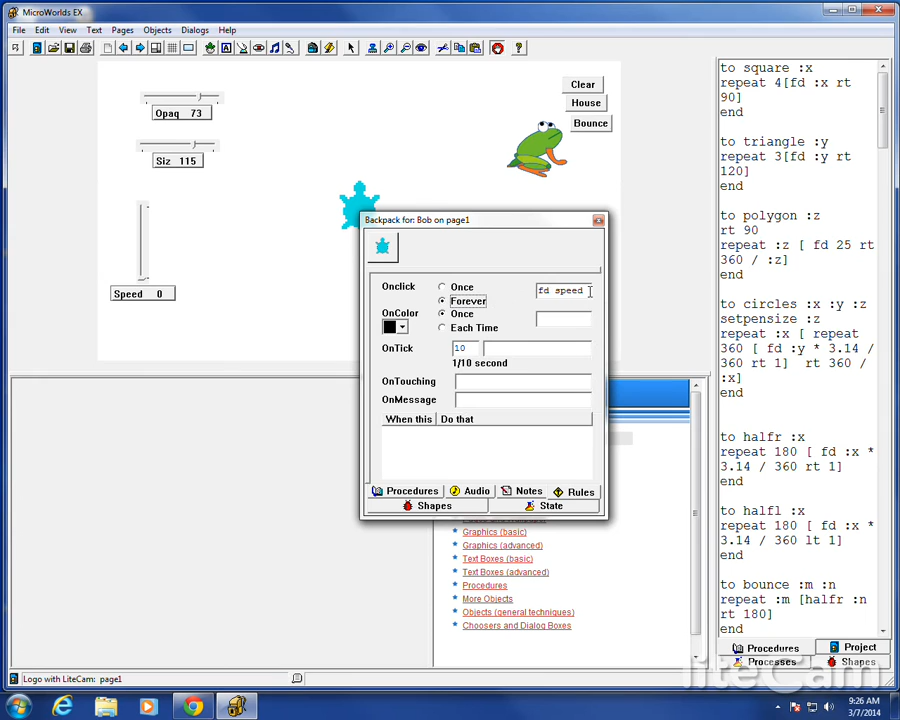 MicroWorlds EX
File Edit View Text Pages Objects Dialogs Help
Opaq 73
Siz 115
Speed 0
Clear
House
Bounce
Backpack for: Bob on page1
Onclick
Once
Forever
fd speed
OnColor
Once
Each Time
OnTick
10
1/10 second
OnTouching
OnMessage
When this Do that
Procedures Audio Notes Rules
Shapes State
Graphics (basic)
Graphics (advanced)
Text Boxes (basic)
Text Boxes (advanced)
Procedures
More Objects
Objects (general techniques)
Choosers and Dialog Boxes
to square :x
repeat 4[fd :x rt
90]
end
to triangle :y
repeat 3[fd :y rt
120]
end
to polygon :z
rt 90
repeat :z [ fd 25 rt
360 / :z]
end
to circles :x :y :z
setpensize :z
repeat :x [ repeat
360 [ fd :y * 3.14 /
360 rt 1] rt 360 /
:x]
end
to halfr :x
repeat 180 [ fd :x *
3.14 / 360 rt 1]
end
to halfl :x
repeat 180 [ fd :x *
3.14 / 360 lt 1]
end
to bounce :m :n
repeat :m [halfr :n
rt 180]
end
Procedures Project
Processes Shapes
liteCam
Logo with LiteCam: page1
9:26 AM
3/7/2014